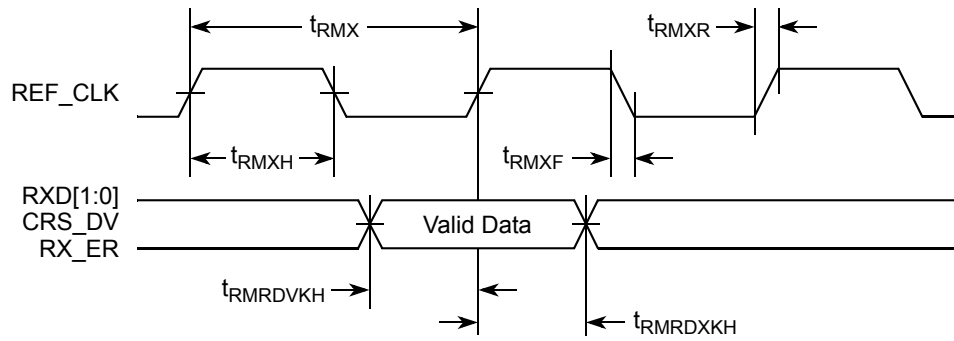 tRMX
tRMXR
REF_CLK
tRMXH
tRMXF
RXD[1:0]
CRS_DV
Valid Data
RX_ER
tRMRDVKH
tRMRDXKH